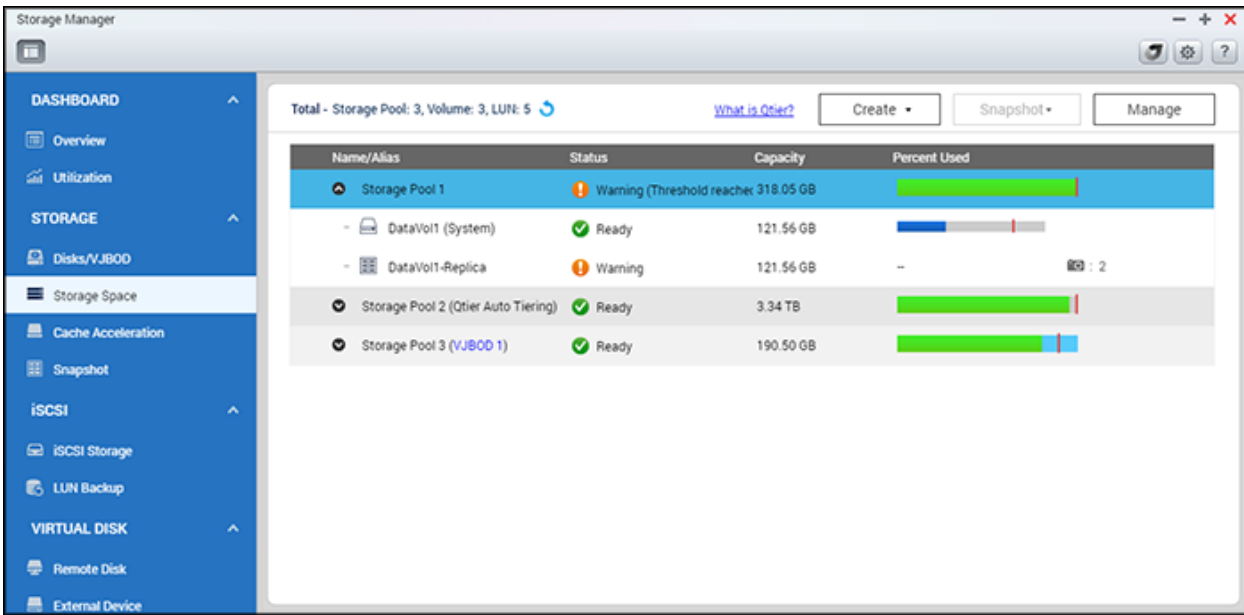 Storage Manager
?
DASHBOARD
Overview
Utilization
STORAGE
Disks/VJBOD
Storage Space
Cache Acceleration
Snapshot
iSCSI
iSCSI Storage
LUN Backup
VIRTUAL DISK
Remote Disk
External Device
Total - Storage Pool: 3, Volume: 3, LUN: 5 What is Qtier? Create Snapshot Manage
Name/Alias Status Capacity Percent Used
Storage Pool 1 Warning (Threshold reached 318.05 GB
DataVol1 (System) Ready 121.56 GB
DataVol1-Replica Warning 121.56 GB -- : 2
Storage Pool 2 (Qtier Auto Tiering) Ready 3.34 TB
Storage Pool 3 (VJBOD 1) Ready 190.50 GB